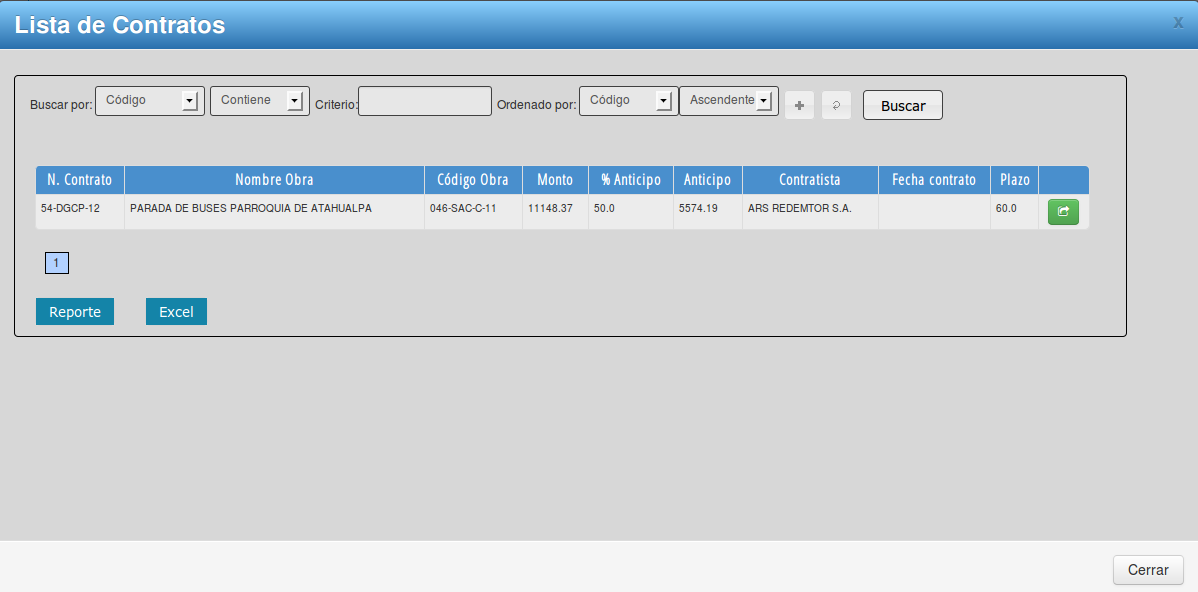 Lista de Contratos x
Buscar por: Código Contiene Criterio: Ordenado por: Código Ascendente Buscar
N. Contrato Nombre Obra Código Obra Monto % Anticipo Anticipo Contratista Fecha contrato Plazo
54-DGCP-12 PARADA DE BUSES PARROQUIA DE ATAHUALPA 046-SAC-C-11 11148.37 50.0 5574.19 ARS REDEMTOR S.A. 60.0
1
Reporte Excel
Cerrar